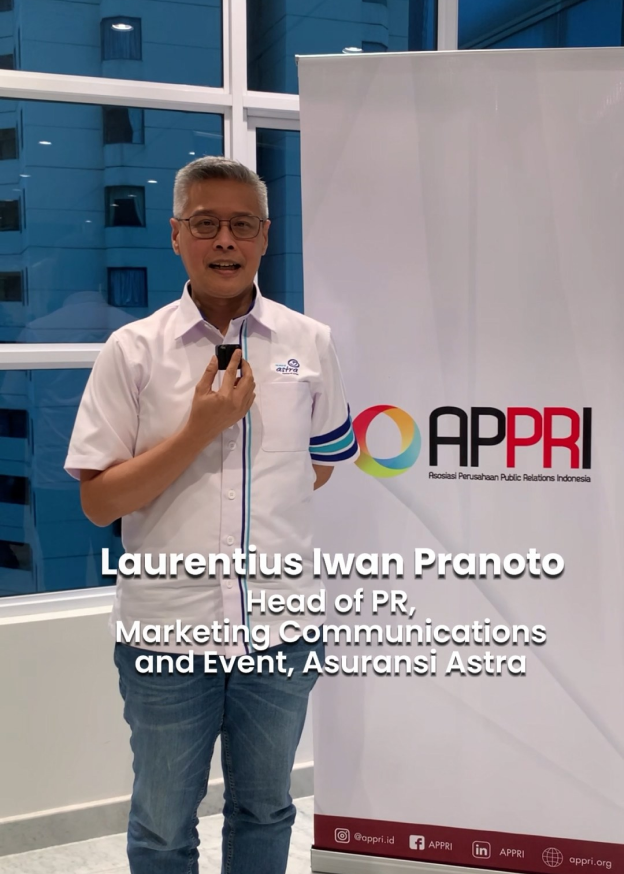 astra
APPRI
Asosiasi Perusahaan Public Relations Indonesia
Laurentius Iwan Pranoto
Head of PR,
Marketing Communications
and Event, Asuransi Astra
@appri.id
APPRI
in
APPRI
appri.org